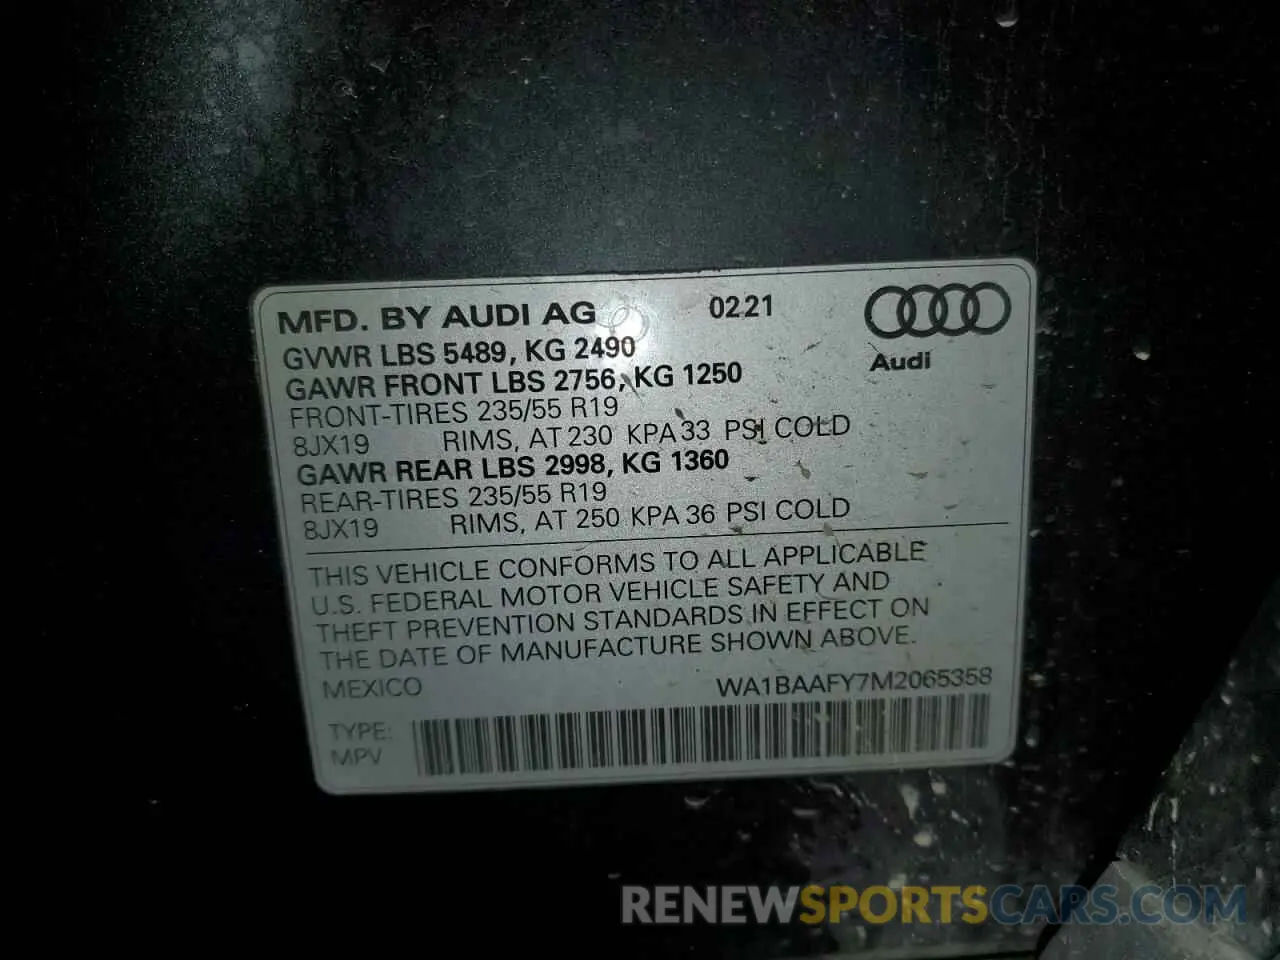 MFD. BY AUDI AG 02.21
GVWR LBS 5489, KG 2490
Audi
GAWR FRONT LBS 2756, KG 1250
FRONT-TIRES 235/55 R19
8JX19 RIMS, AT 230 KPA 33 PSI COLD
GAWR REAR LBS 2998, KG 1360
REAR-TIRES 235/55 R19
8JX19 RIMS, AT 250 KPA 36 PSI COLD
THIS VEHICLE CONFORMS TO ALL APPLICABLE
U.S. FEDERAL MOTOR VEHICLE SAFETY AND
THEFT PREVENTION STANDARDS IN EFFECT ON
THE DATE OF MANUFACTURE SHOWN ABOVE.
MEXICO WA1BAAFY7M2065358
TYPE:
MPV
RENEWSPORTSCARS.COM